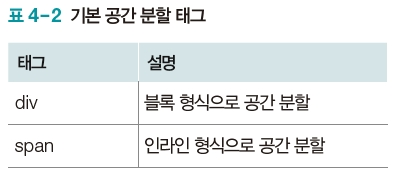 표 4-2 기본 공간 분할 태그
태그 설명
div 블록 형식으로 공간 분할
span 인라인 형식으로 공간 분할